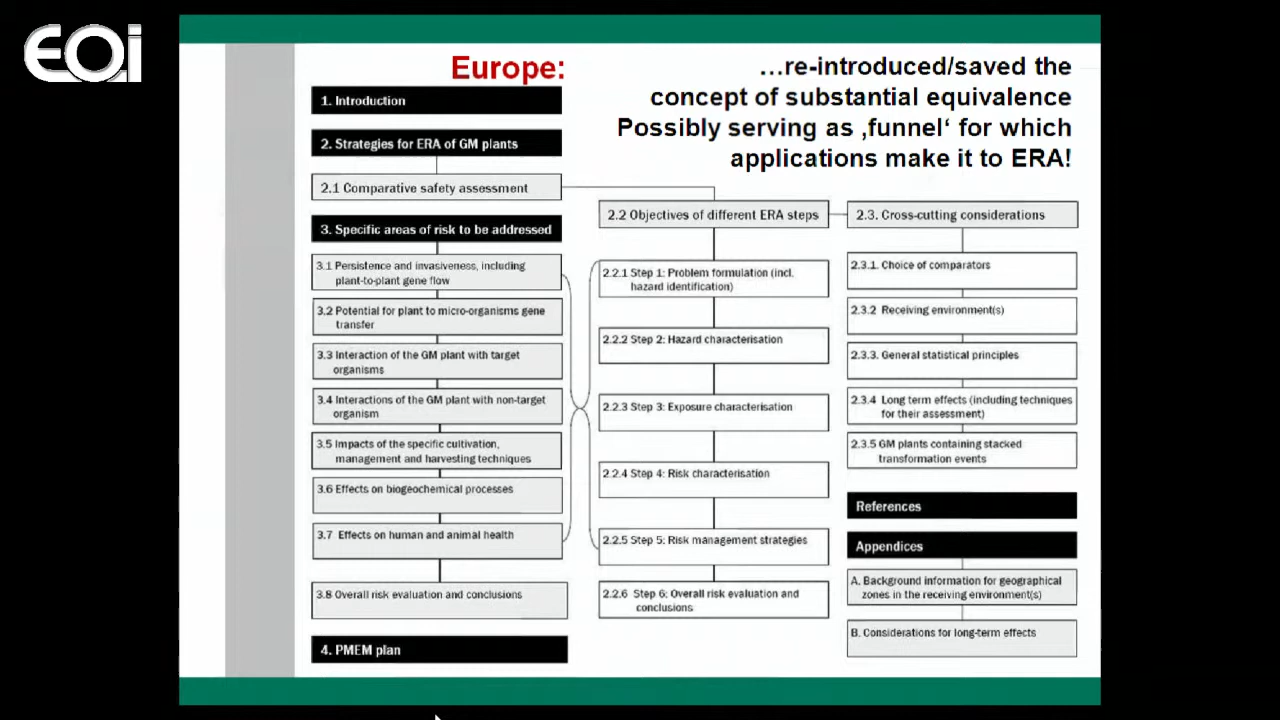 EOi
Europe:
…re-introduced/saved the
concept of substantial equivalence
Possibly serving as ‚funnel‘ for which
applications make it to ERA!
1. Introduction
2. Strategies for ERA of GM plants
2.1 Comparative safety assessment
3. Specific areas of risk to be addressed
3.1 Persistence and invasiveness, including
plant-to-plant gene flow
3.2 Potential for plant to micro-organisms gene
transfer
3.3 Interaction of the GM plant with target
organisms
3.4 Interactions of the GM plant with non-target
organism
3.5 Impacts of the specific cultivation,
management and harvesting techniques
3.6 Effects on biogeochemical processes
3.7 Effects on human and animal health
3.8 Overall risk evaluation and conclusions
4. PMEM plan
2.2 Objectives of different ERA steps
2.2.1 Step 1: Problem formulation (incl.
hazard identification)
2.2.2 Step 2: Hazard characterisation
2.2.3 Step 3: Exposure characterisation
2.2.4 Step 4: Risk characterisation
2.2.5 Step 5: Risk management strategies
2.2.6 Step 6: Overall risk evaluation and
conclusions
2.3. Cross-cutting considerations
2.3.1. Choice of comparators
2.3.2 Receiving environment(s)
2.3.3. General statistical principles
2.3.4 Long term effects (including techniques
for their assessment)
2.3.5 GM plants containing stacked
transformation events
References
Appendices
A. Background information for geographical
zones in the receiving environment(s)
B. Considerations for long-term effects